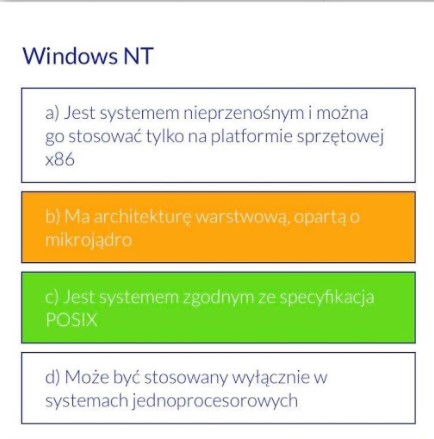 Windows NT
a) Jest systemem nieprzenośnym i można
go stosować tylko na platformie sprzętowej
x86
b) Ma architekturę warstwową, opartą o
mikrojądro
c) Jest systemem zgodnym ze specyfikacja
POSIX
d) Może być stosowany wyłącznie w
systemach jednoprocesorowych